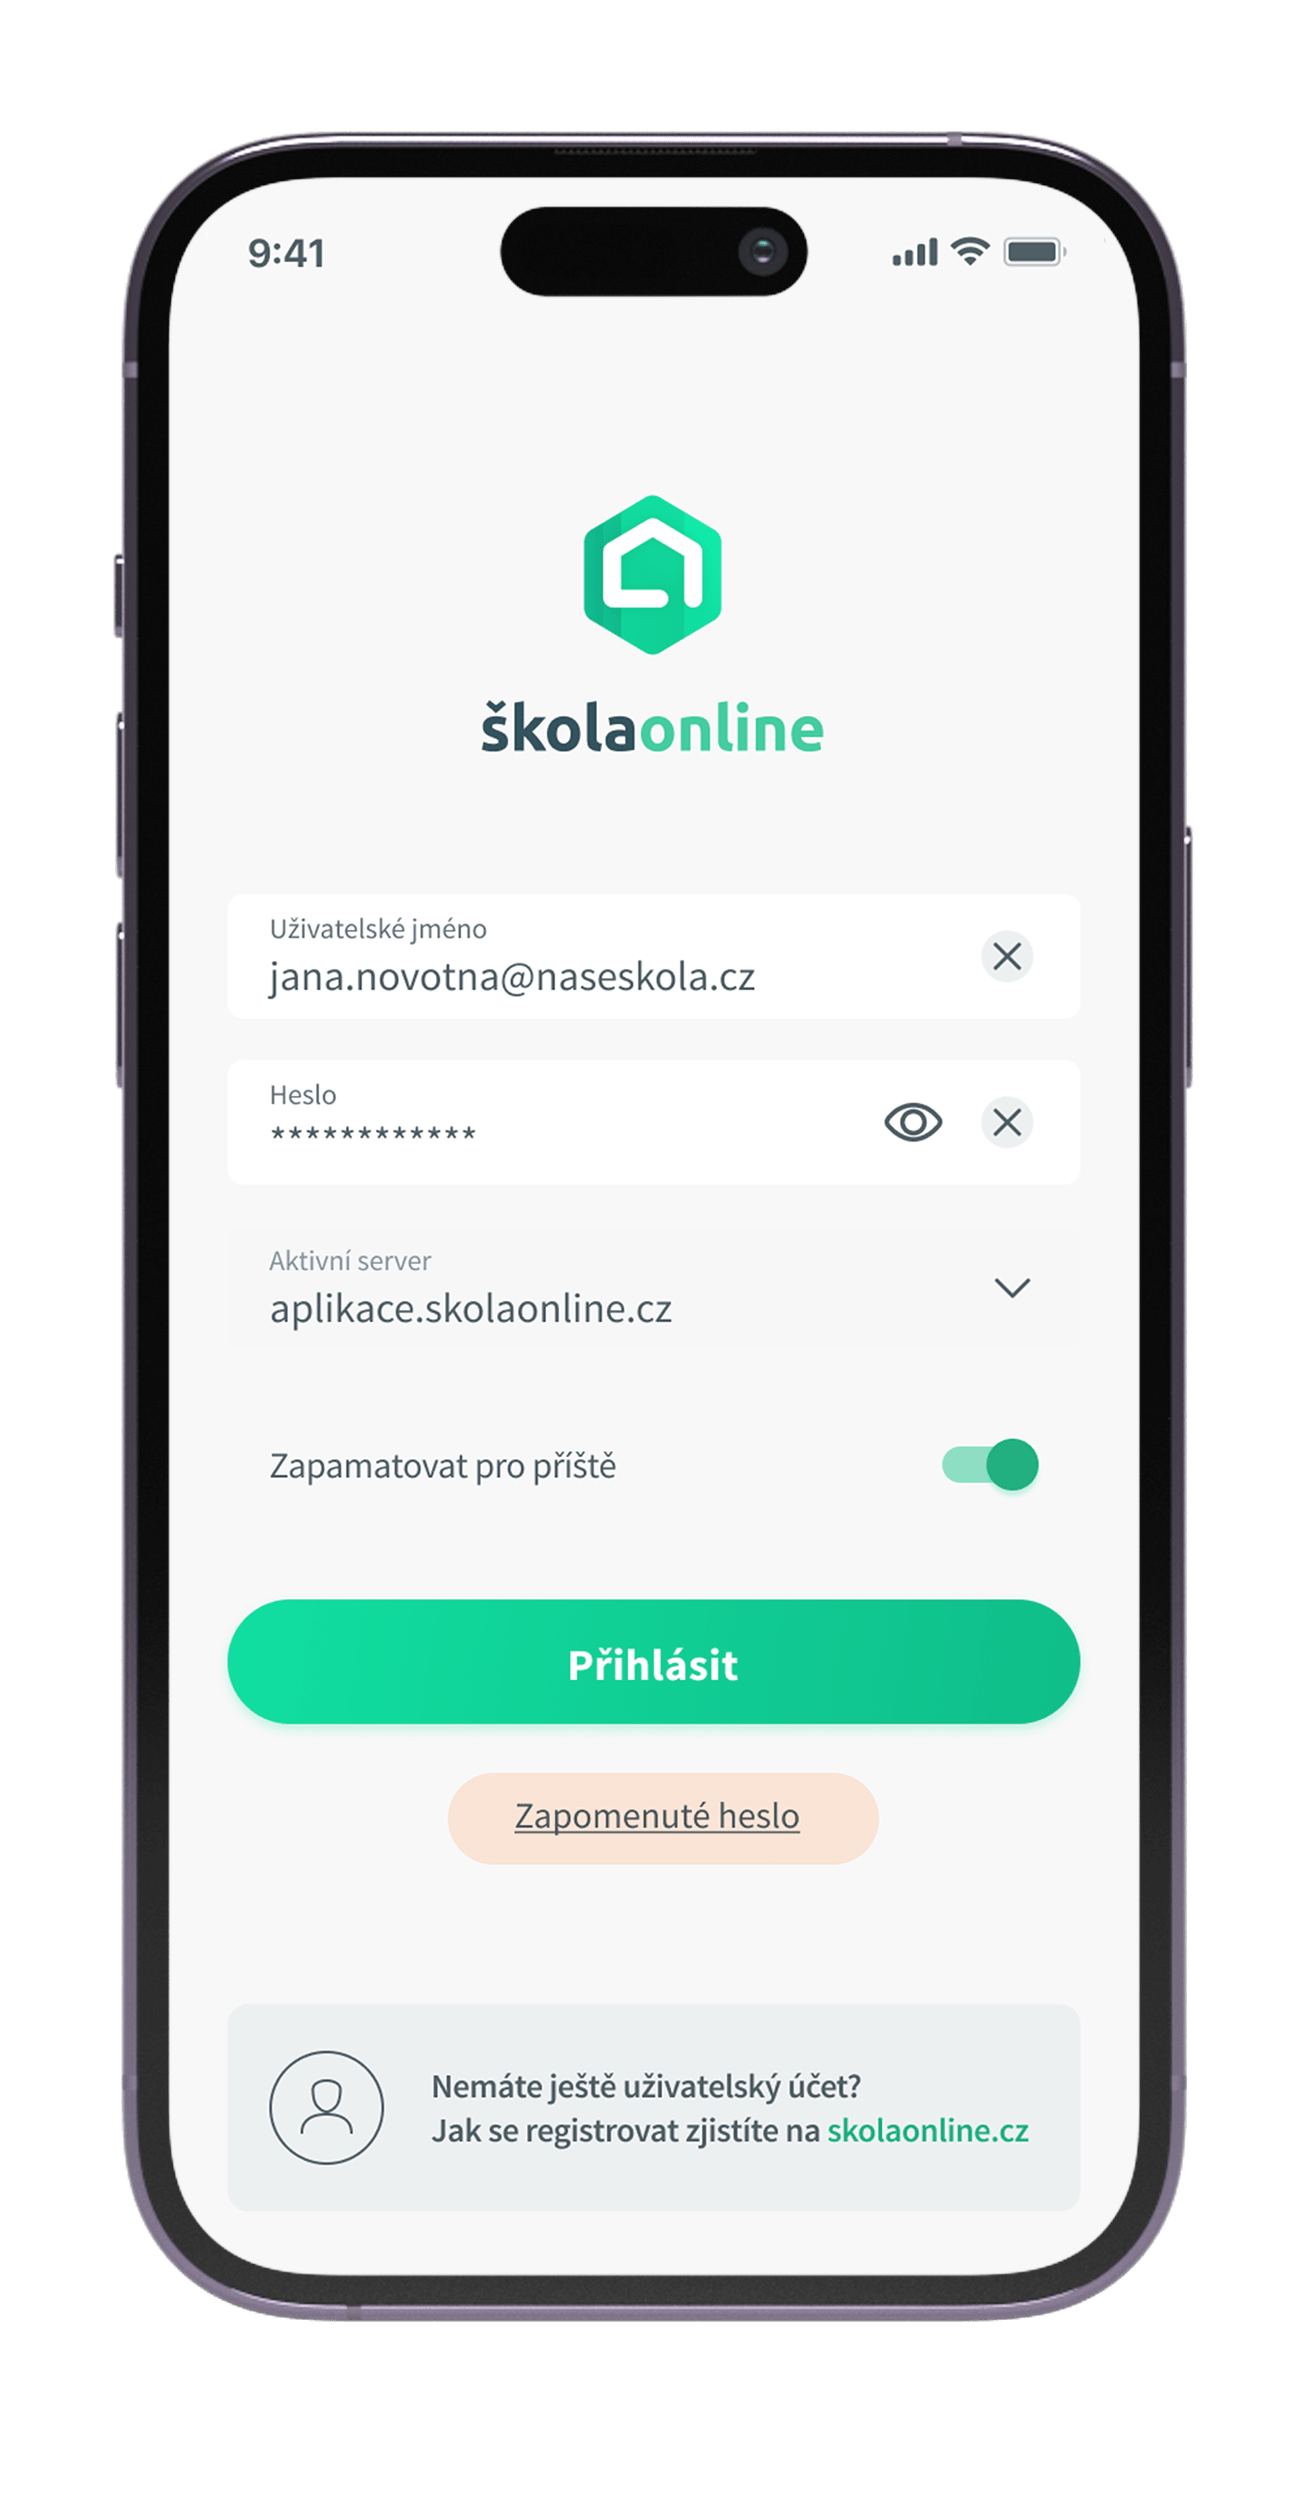 9:41
školaonline
Uživatelské jméno
jana.novotna@naseskola.cz
Heslo
************
Aktivní server
aplikace.skolaonline.cz
Zapamatovat pro příště
Přihlásit
Zapomenuté heslo
Nemáte ještě uživatelský účet?
Jak se registrovat zjistíte na skolaonline.cz